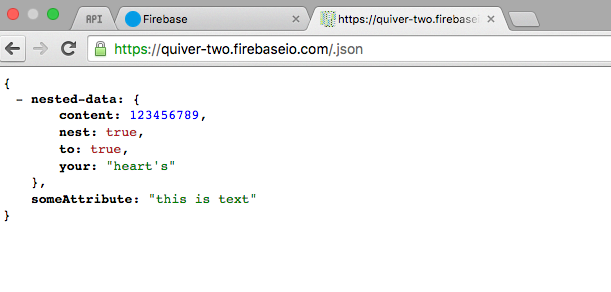 API
Firebase
https://quiver-two.firebasei
https://quiver-two.firebaseio.com/.json
{
- nested-data: {
content: 123456789,
nest: true,
to: true,
your: "heart's"
},
someAttribute: "this is text"
}